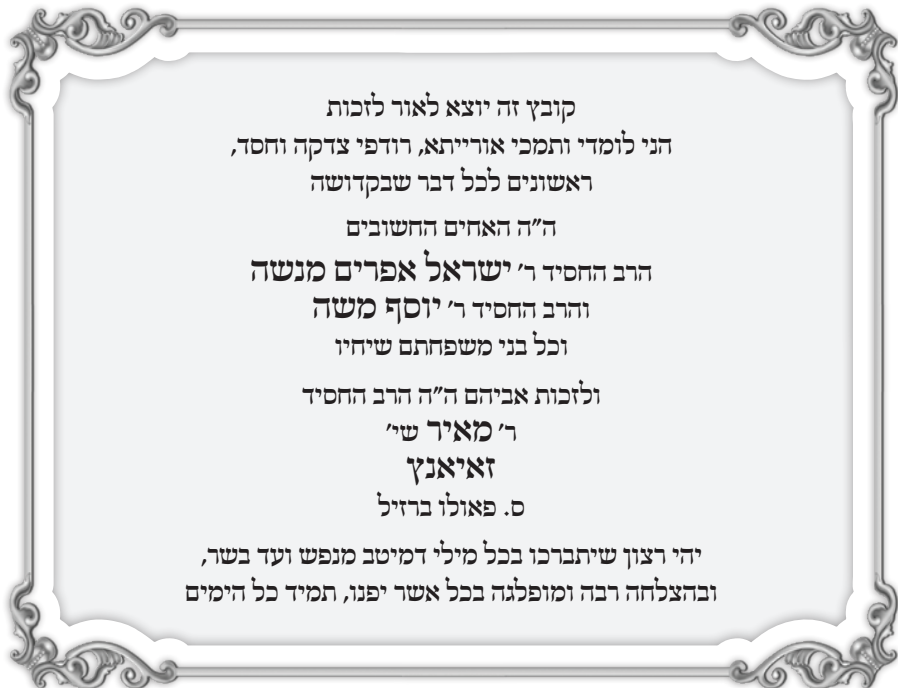 קובץ זה יוצא לאור לזכות
הני לומדי ותמכי אורייתא, רודפי צדקה וחסד,
ראשונים לכל דבר שבקדושה
ה״ה האחים החשובים
הרב החסיד ר׳ ישראל אפרים מנשה
והרב החסיד ר׳ יוסף משה
וכל בני משפחתם שיחיו
ולזכות אביהם ה״ה הרב החסיד
ר׳ מאיר שי׳
זאיאנץ
ס. פאולו ברזיל
יהי רצון שיתברכו בכל מילי דמיטב מנפש ועד בשר,
ובהצלחה רבה ומופלגה בכל אשר יפנו, תמיד כל הימים